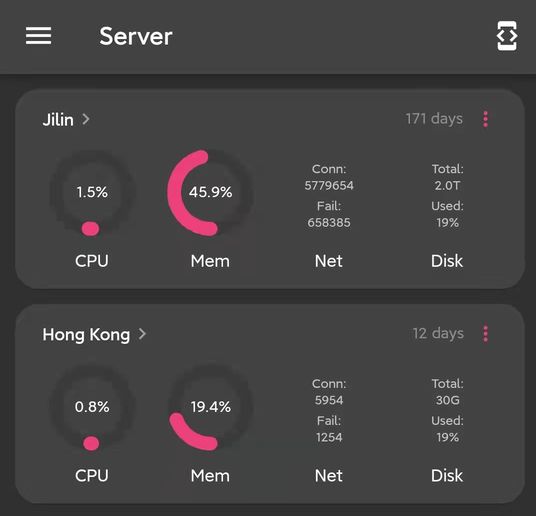 Server
Jilin
171 days
1.5%
45.9%
Conn:
5779654
Fail:
658385
Total:
2.0T
Used:
19%
CPU
Mem
Net
Disk
Hong Kong
12 days
0.8%
19.4%
Conn:
5954
Fail:
1254
Total:
30G
Used:
19%
CPU
Mem
Net
Disk